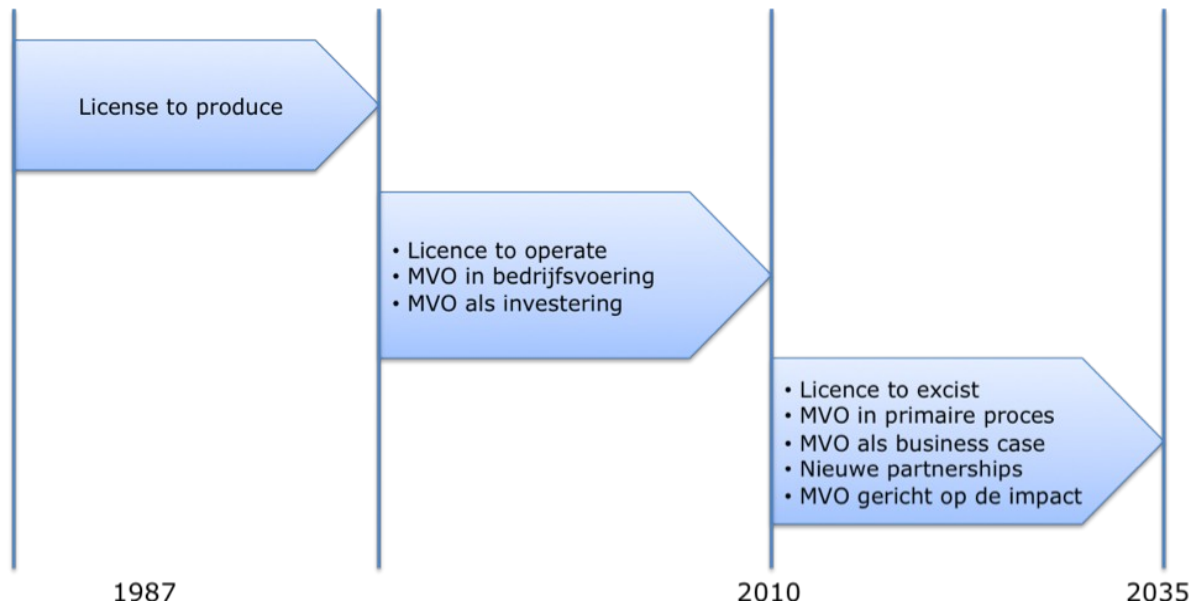 License to produce
• Licence to operate
• MVO in bedrijfsvoering
• MVO als investering
• Licence to excist
• MVO in primaire proces
• MVO als business case
• Nieuwe partnerships
• MVO gericht op de impact
1987
2010
2035